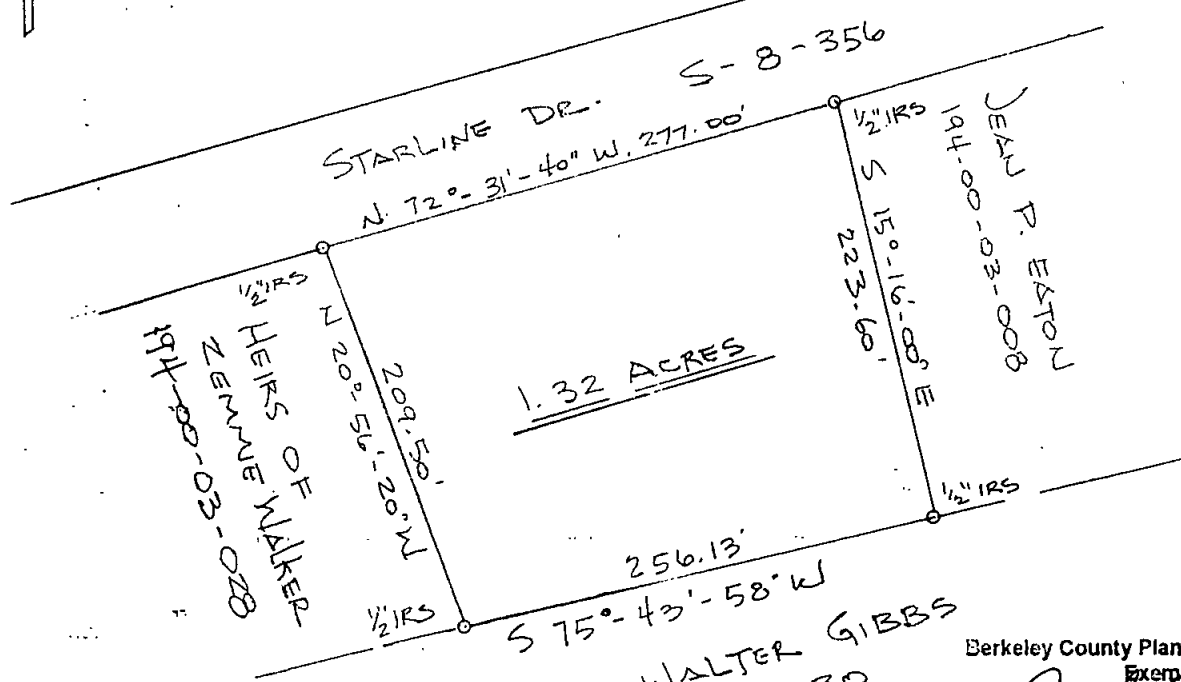 STARLINE DR. S-8-356
N. 72°-31'-40" W. 277.00'
1/2" IRS
1/2" IRS
JEAN P. EATON
194-00-03-008
S 15°-16'-00" E
223.60'
HEIRS OF
ZEMMIE WALKER
194-00-03-028
N 20°-56'-20" W
209.50'
1.32 ACRES
1/2" IRS
1/2" IRS
256.13'
S 75°-43'-58" W
WALTER GIBBS
Berkeley County Plan
Exemp